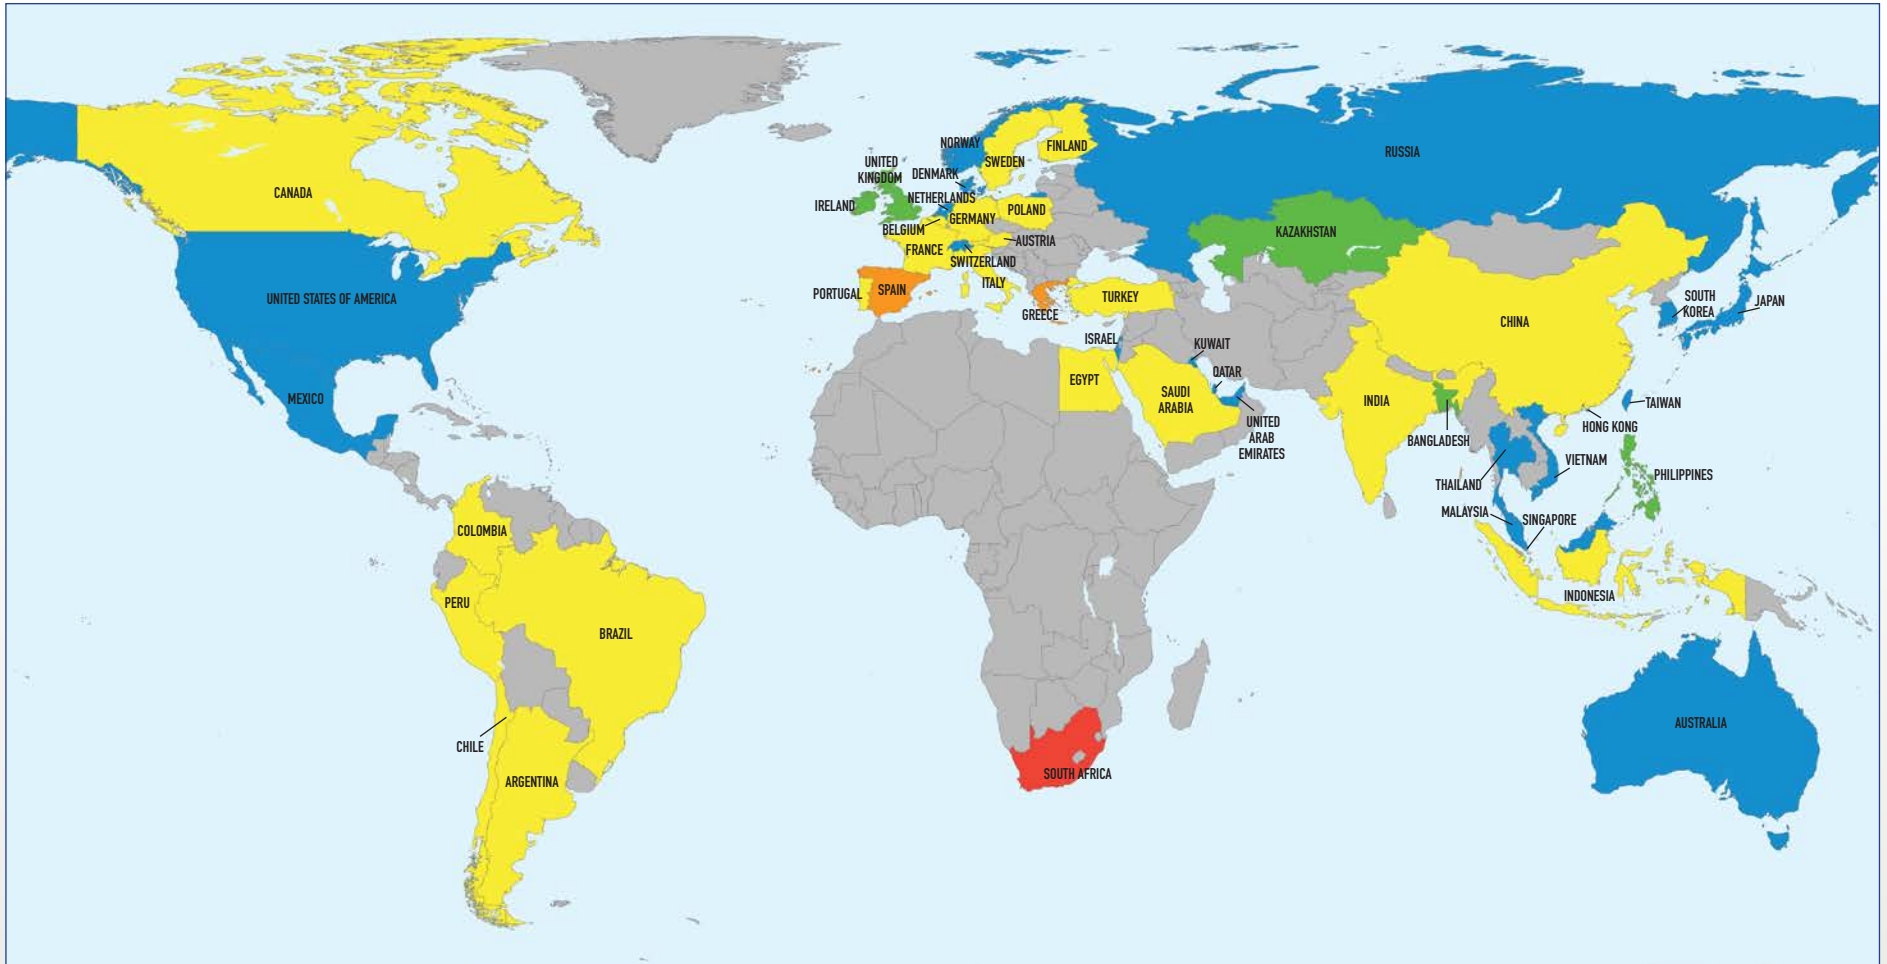 CANADA
UNITED STATES OF AMERICA
MEXICO
COLOMBIA
PERU
BRAZIL
CHILE
ARGENTINA
NORWAY
SWEDEN
FINLAND
UNITED
KINGDOM
DENMARK
IRELAND
NETHERLANDS
GERMANY
POLAND
BELGIUM
FRANCE
AUSTRIA
SWITZERLAND
ITALY
PORTUGAL
SPAIN
GREECE
TURKEY
RUSSIA
KAZAKHSTAN
ISRAEL
KUWAIT
QATAR
EGYPT
SAUDI
ARABIA
UNITED
ARAB
EMIRATES
SOUTH AFRICA
CHINA
SOUTH
KOREA
JAPAN
INDIA
BANGLADESH
TAIWAN
HONG KONG
VIETNAM
THAILAND
PHILIPPINES
MALAYSIA
SINGAPORE
INDONESIA
AUSTRALIA